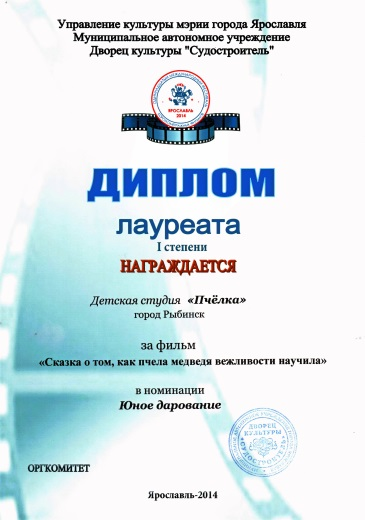 Управление культуры мэрии города Ярославля
Муниципальное автономное учреждение
Дворец культуры "Судостроитель"
ЯРОСЛАВЛЬ
2014
ДИПЛОМ
лауреата
I степени
НАГРАЖДАЕТСЯ
Детская студия «Пчёлка»
город Рыбинск
за фильм
«Сказка о том, как пчела медведя вежливости научила»
в номинации
Юное дарование
ДВОРЕЦ
КУЛЬТУРЫ
СУДОСТРОИТЕЛЬ
ОРГКОМИТЕТ
Ярославль-2014